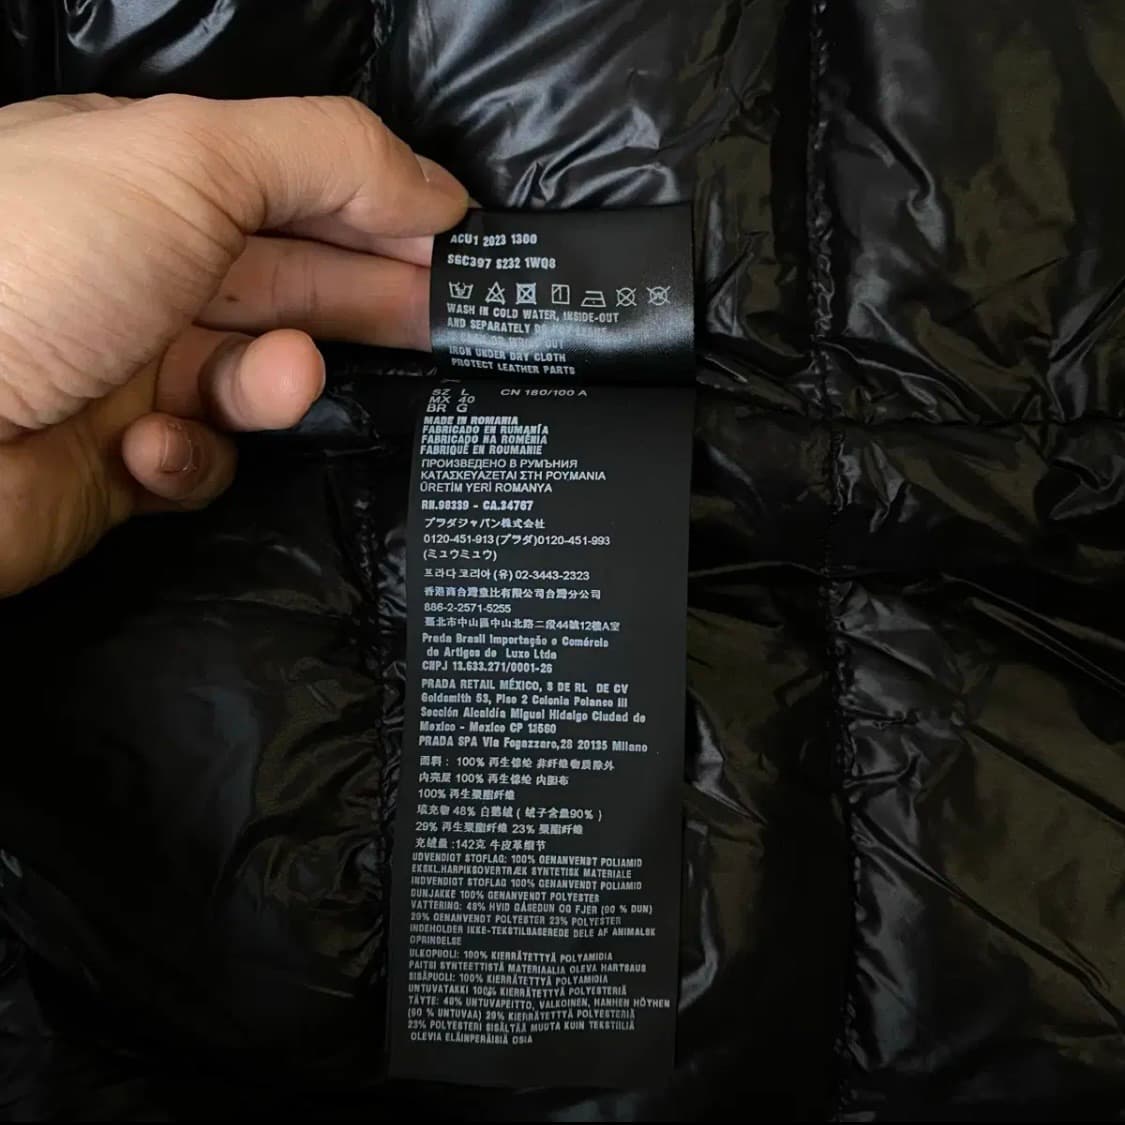 ACU1 2023 1300
SGC397 S232 1WQ8
WASH IN COLD WATER, INSIDE-OUT
AND SEPARATELY DO NOT
OUT
IRON UNDER DRY CLOTH
PROTECT LEATHER PARTS
SZ L CN 180/100 A
MX 40
BR G
MADE IN ROMANIA
FABRICADO EN RUMANÍA
FABRICADO NA ROMÊNIA
FABRIQUÉ EN ROUMANIE
ПРОИЗВЕДЕНО В РУМЪНИЯ
ΚΑΤΑΣΚΕΥΑΖΕΤΑΙ ΣΤΗ ΡΟΥΜΑΝΙΑ
ÜRETİM YERİ ROMANYA
RN.98339 - CA.34767
プラダジャパン株式会社
0120-451-913(プラダ)0120-451-993
(ミュウミュウ)
프라다 코리아 (유) 02-3443-2323
香港商台灣童比有限公司台灣分公司
886-2-2571-5255
臺北市中山區中山北路二段44號12樓A室
Prada Brasil Importação e Comércio
de Artigos de Luxo Ltda
CNPJ 13.633.271/0001-26
PRADA RETAIL MÉXICO, S DE RL DE CV
Goldsmith 53, Piso 2 Colonia Polanco III
Sección Alcaldía Miguel Hidalgo Ciudad de
Mexico - Mexico CP 11560
PRADA SPA Via Fogazzaro,28 20135 Milano
面料： 100% 再生锦纶 非纤维物质除外
内壳屋 100% 再生锦纶 内胆布
100% 再生聚酯纤维
填充物 48% 白鹅绒 ( 绒子含量90% )
29% 再生聚酯纤维 23% 聚酯纤维
充绒量 :142克 牛皮革细节
UDVENDIGT STOFLAG: 100% GENANVENDT POLIAMID
EKSKL.HARPIKSOVERTRÆK SYNTETISK MATERIALE
INDVENDIGT STOFLAG 100% GENANVENDT POLYAMID
DUNJAKKE 100% GENANVENDT POLYESTER
VATTERING: 48% HVID GÅSEDUN OG FJER (90 % DUN)
29% GENANVENDT POLYESTER 23% POLYESTER
INDEHOLDER IKKE-TEKSTILBASEREDE DELE AF ANIMALSK
OPRINDELSE
ULKOPUOLI: 100% KIERRÄTETTYÄ POLYAMIDIA
PAITSI SYNTEETTISTÄ MATERIAALIA OLEVA HARTSAUS
SISÄPUOLI: 100% KIERRÄTETTYÄ POLYAMIDIA
UNTUVATAKKI 100% KIERRÄTETTYÄ POLYESTERIÄ
TÄYTE: 48% UNTUVAPEITTO, VALKOINEN, HANHEN HÖYHEN
(90 % UNTUVAA) 29% KIERRÄTETTYÄ POLYESTERIÄ
23% POLYESTERI SISÄLTÄÄ MUUTA KUIN TEKSTIILIÄ
OLEVIA ELÄINPERÄISIÄ OSIA